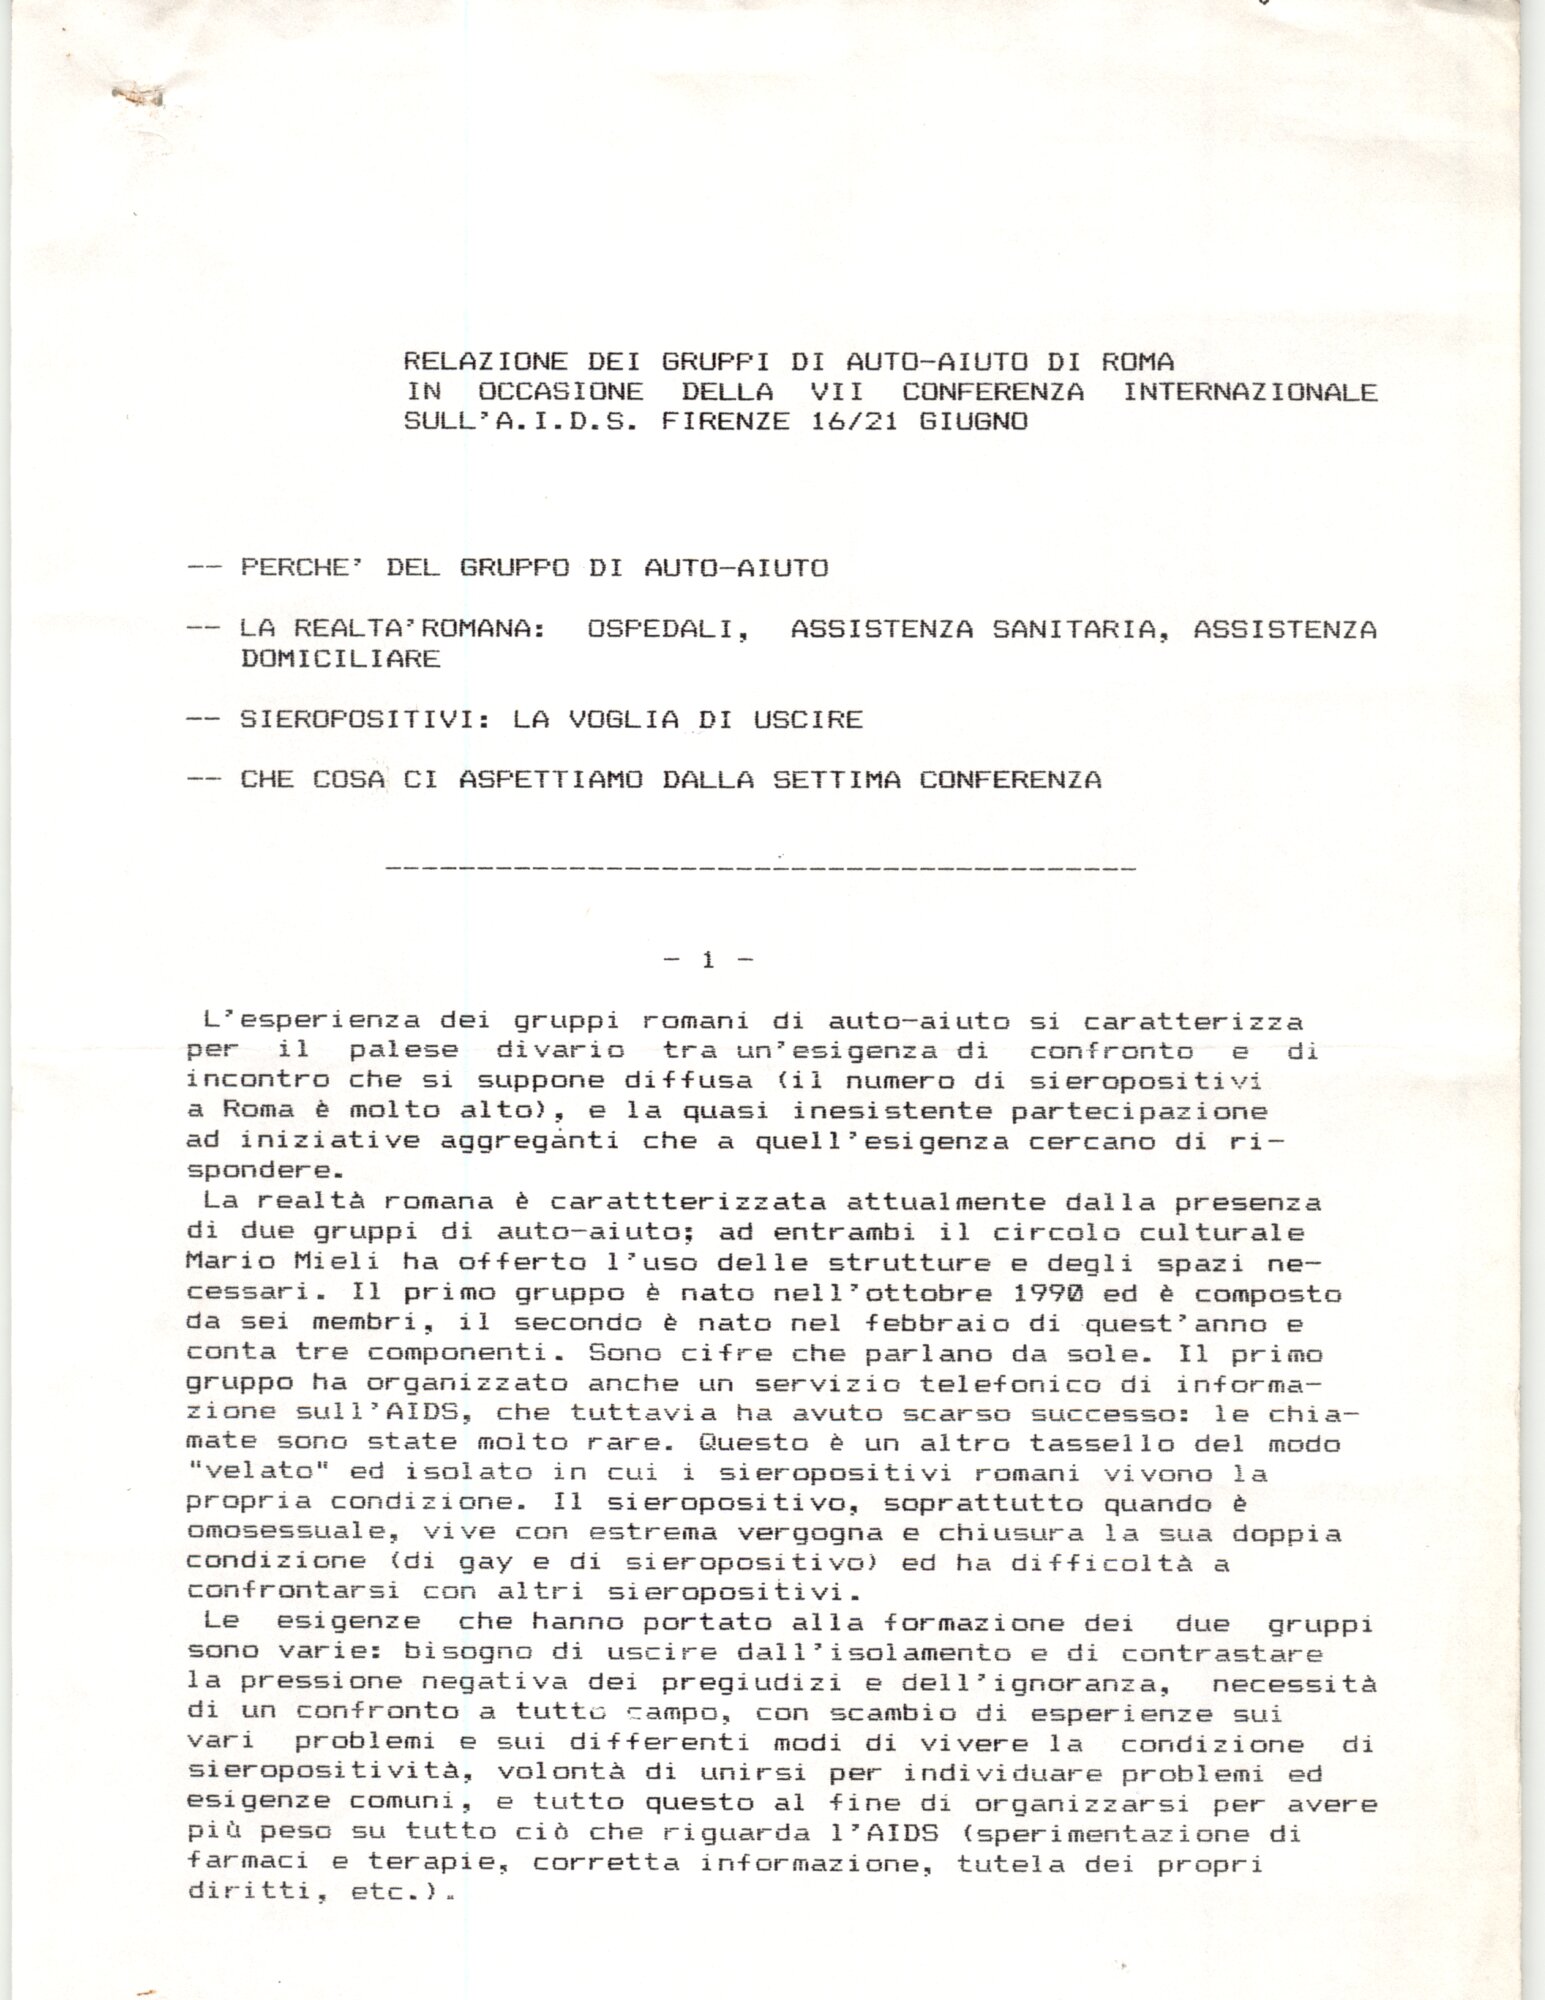 RELAZIONE DEI GRUPPI DI AUTO-AIUTO DI ROMA
IN OCCASIONE DELLA VII CONFERENZA INTERNAZIONALE
SULL'A.I.D.S. FIRENZE 16/21 GIUGNO
-- PERCHE' DEL GRUPPO DI AUTO-AIUTO
-- LA REALTA'ROMANA: OSPEDALI, ASSISTENZA SANITARIA, ASSISTENZA
DOMICILIARE
-- SIEROPOSITIVI: LA VOGLIA DI USCIRE
-- CHE COSA CI ASPETTIAMO DALLA SETTIMA CONFERENZA
-----------------------------------------
- 1 -
L'esperienza dei gruppi romani di auto-aiuto si caratterizza
per il palese divario tra un'esigenza di confronto e di
incontro che si suppone diffusa (il numero di sieropositivi
a Roma è molto alto), e la quasi inesistente partecipazione
ad iniziative aggreganti che a quell'esigenza cercano di ri-
spondere.
La realtà romana è carattterizzata attualmente dalla presenza
di due gruppi di auto-aiuto; ad entrambi il circolo culturale
Mario Mieli ha offerto l'uso delle strutture e degli spazi ne-
cessari. Il primo gruppo è nato nell'ottobre 1990 ed è composto
da sei membri, il secondo è nato nel febbraio di quest'anno e
conta tre componenti. Sono cifre che parlano da sole. Il primo
gruppo ha organizzato anche un servizio telefonico di informa-
zione sull'AIDS, che tuttavia ha avuto scarso successo: le chia-
mate sono state molto rare. Questo è un altro tassello del modo
"velato" ed isolato in cui i sieropositivi romani vivono la
propria condizione. Il sieropositivo, soprattutto quando è
omosessuale, vive con estrema vergogna e chiusura la sua doppia
condizione (di gay e di sieropositivo) ed ha difficoltà a
confrontarsi con altri sieropositivi.
Le esigenze che hanno portato alla formazione dei due gruppi
sono varie: bisogno di uscire dall'isolamento e di contrastare
la pressione negativa dei pregiudizi e dell'ignoranza, necessità
di un confronto a tutto campo, con scambio di esperienze sui
vari problemi e sui differenti modi di vivere la condizione di
sieropositività, volontà di unirsi per individuare problemi ed
esigenze comuni, e tutto questo al fine di organizzarsi per avere
più peso su tutto ciò che riguarda l'AIDS (sperimentazione di
farmaci e terapie, corretta informazione, tutela dei propri
diritti, etc.).